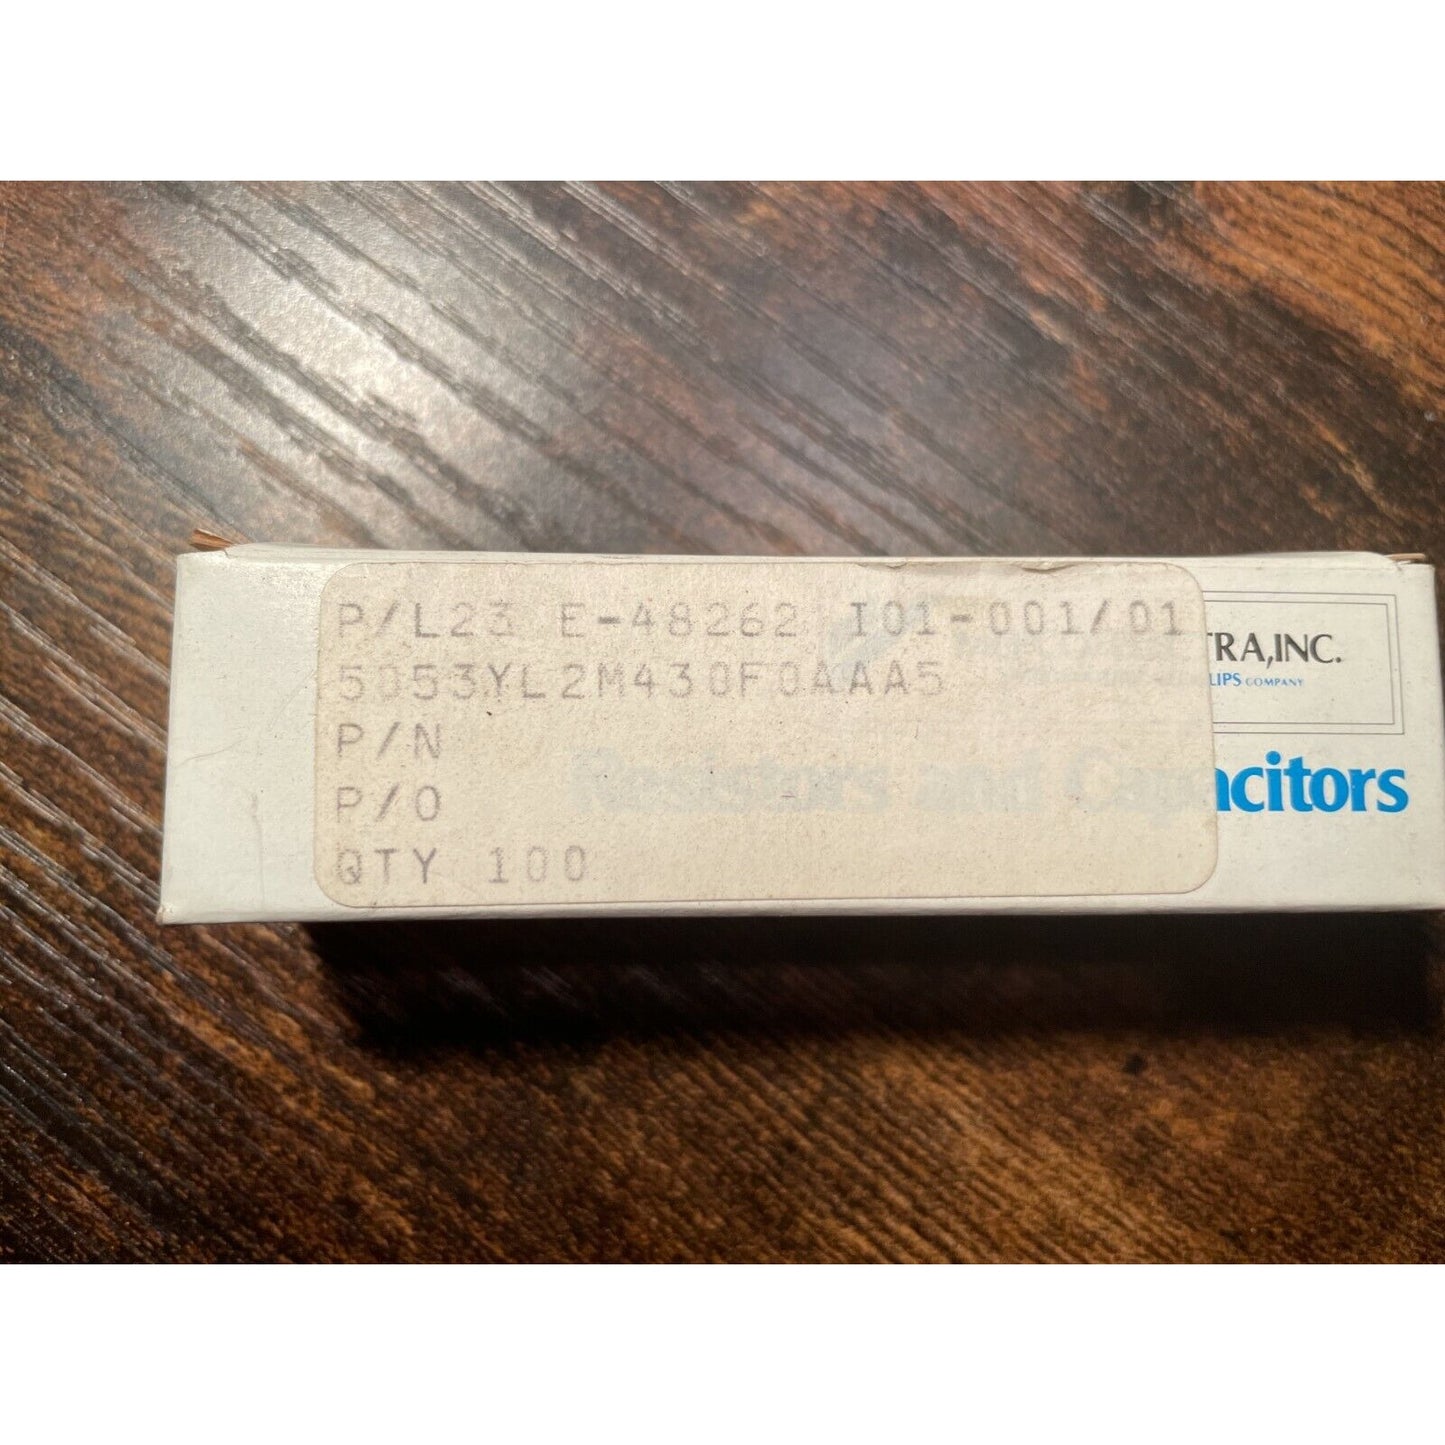 P/L23 E-48262 I01-001/01
5053YL2M430F0AAA5
P/N
P/O
QTY 100
TRA,INC.
LIPS COMPANY
Resistors and Capacitors